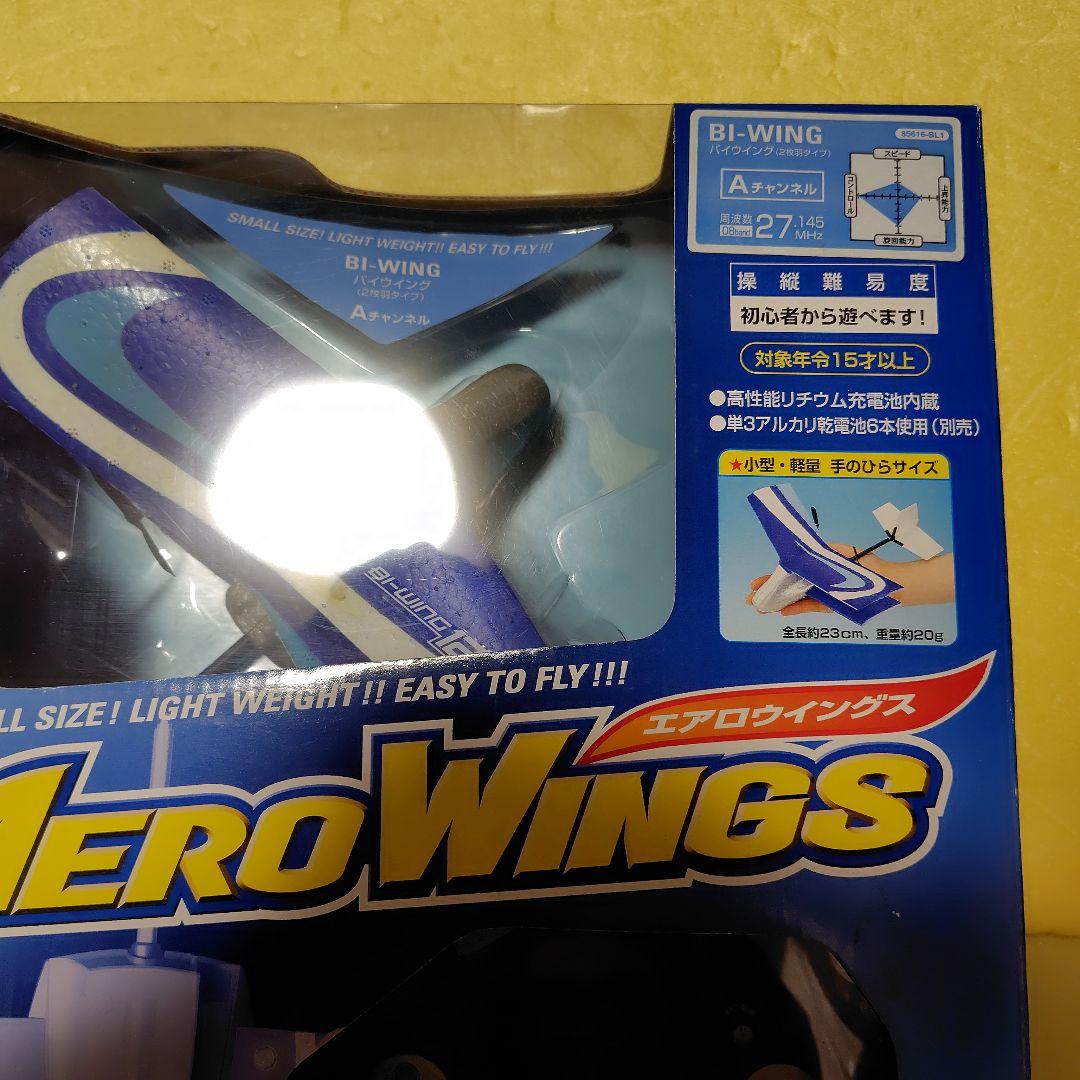 BI-WING
バイウイング(2枚羽タイプ)
85616-BL1
Aチャンネル
周波数
08band
27.145
MHz
スピード
コントロール
上昇能力
旋回能力
操縦難易度
初心者から遊べます!
対象年令15才以上
●高性能リチウム充電池内蔵
●単3アルカリ乾電池6本使用(別売)
★小型・軽量 手のひらサイズ
全長約23cm、重量約20g
SMALL SIZE! LIGHT WEIGHT!! EASY TO FLY!!!
BI-WING
バイウイング
(2枚羽タイプ)
Aチャンネル
BI-WING
LL SIZE! LIGHT WEIGHT!! EASY TO FLY!!!
エアロウイングス
AERO WINGS